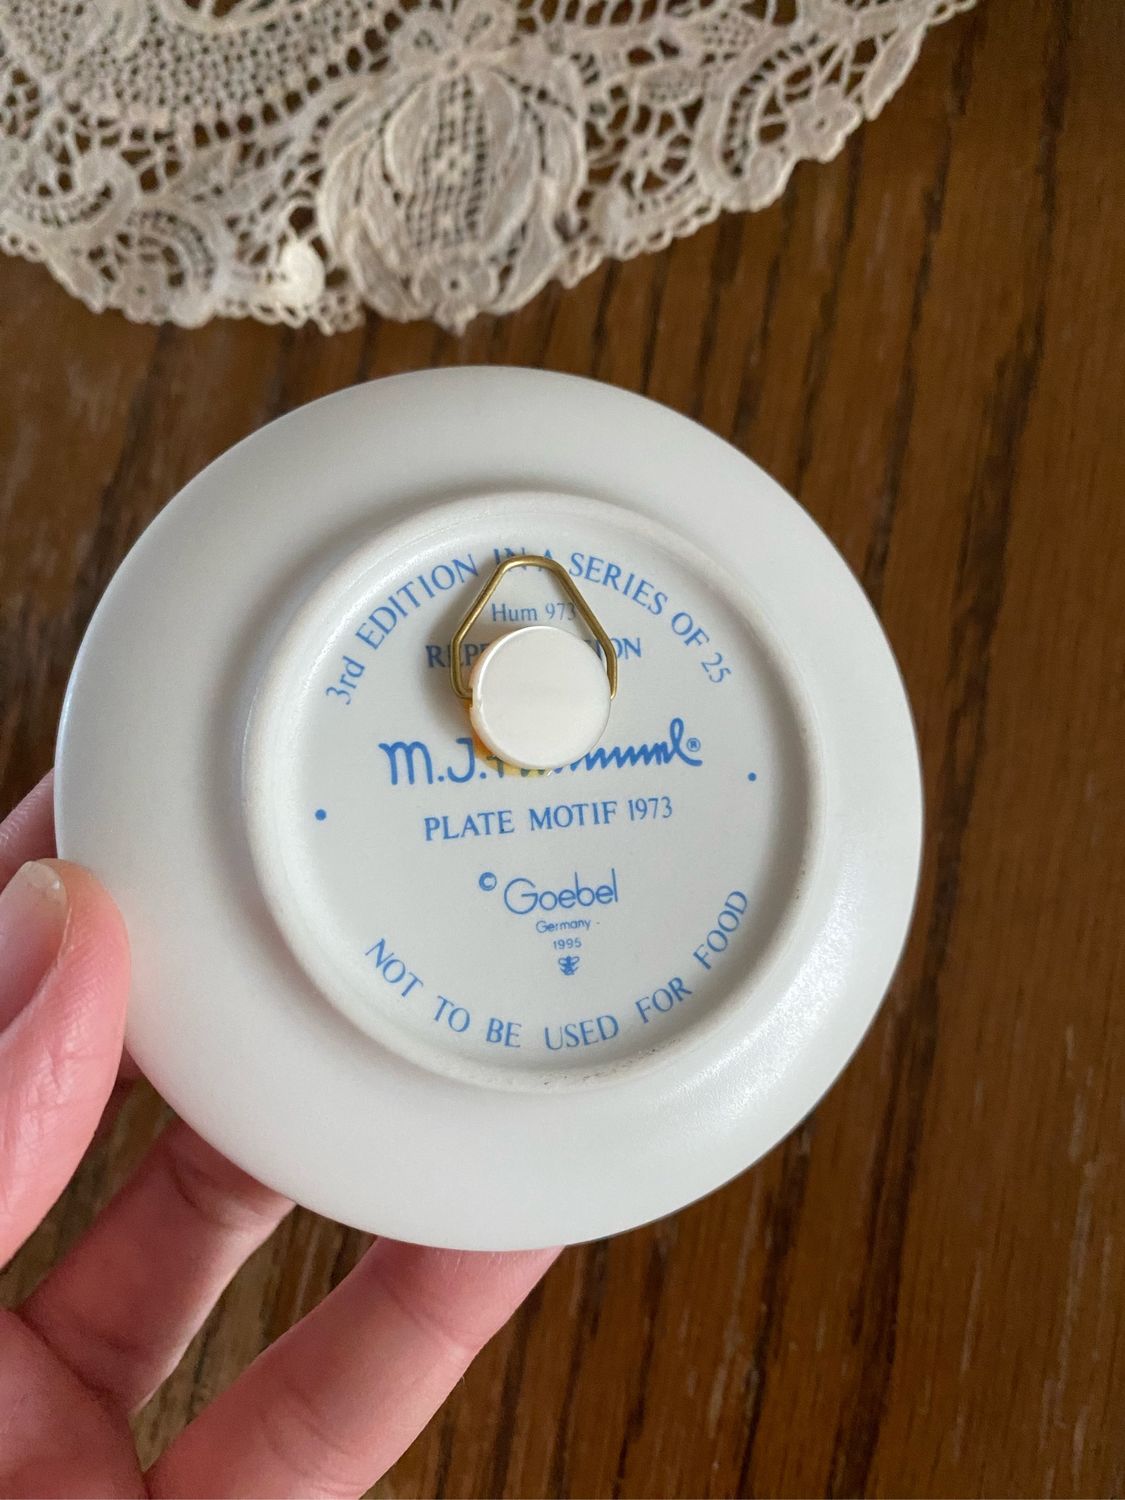 3rd EDITION IN A SERIES OF 25
Hum 973
M.J.
PLATE MOTIF 1973
© Goebel
Germany
1995
NOT TO BE USED FOR FOOD